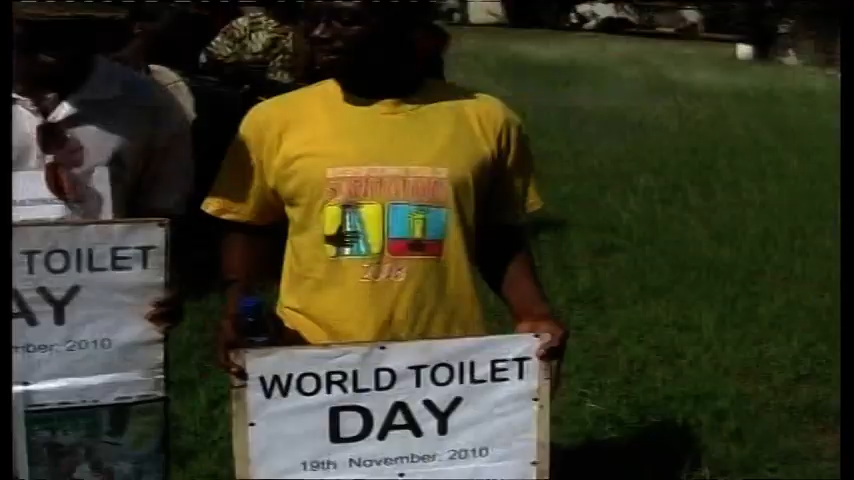 TOILET
AY
mber, 2010
SANITATION
2008
WORLD TOILET
DAY
19th November, 2010